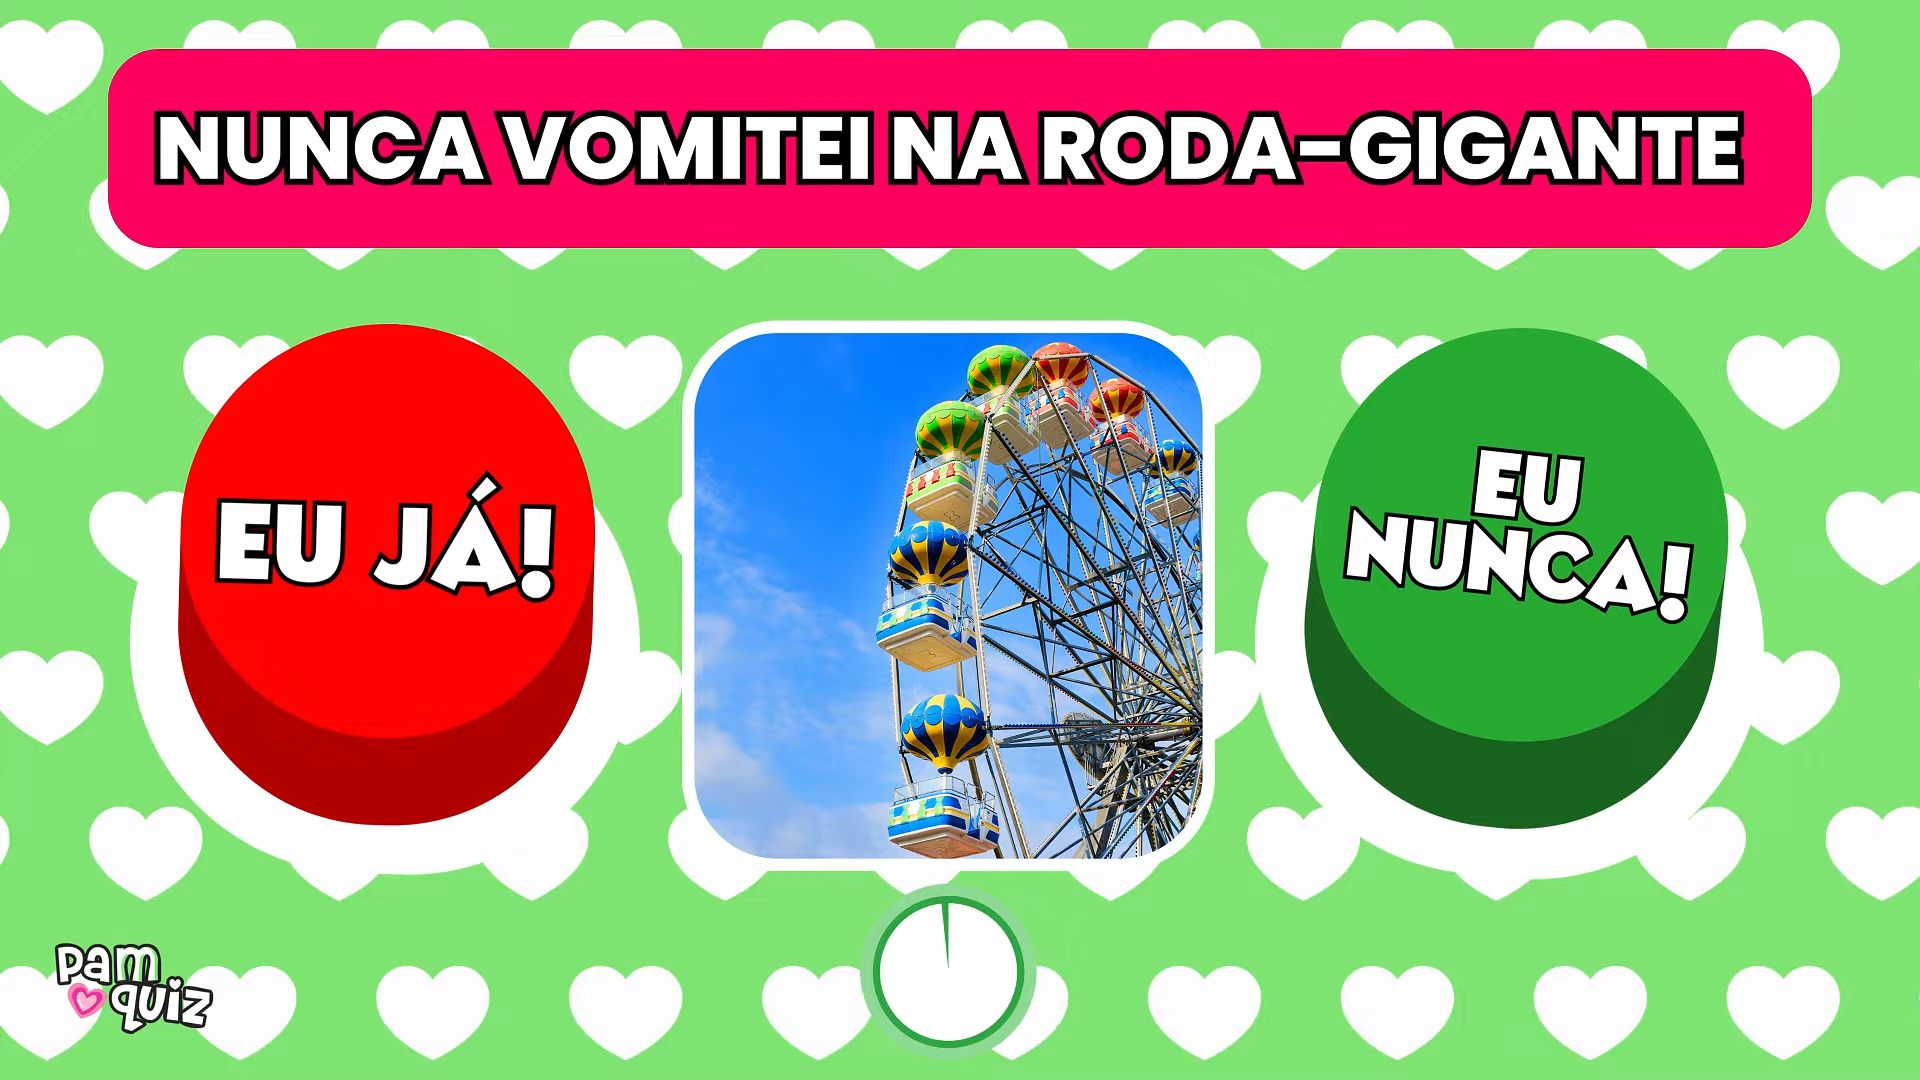 NUNCA VOMITEI NA RODA-GIGANTE
EU JÁ!
EU
NUNCA!
pam
quiz